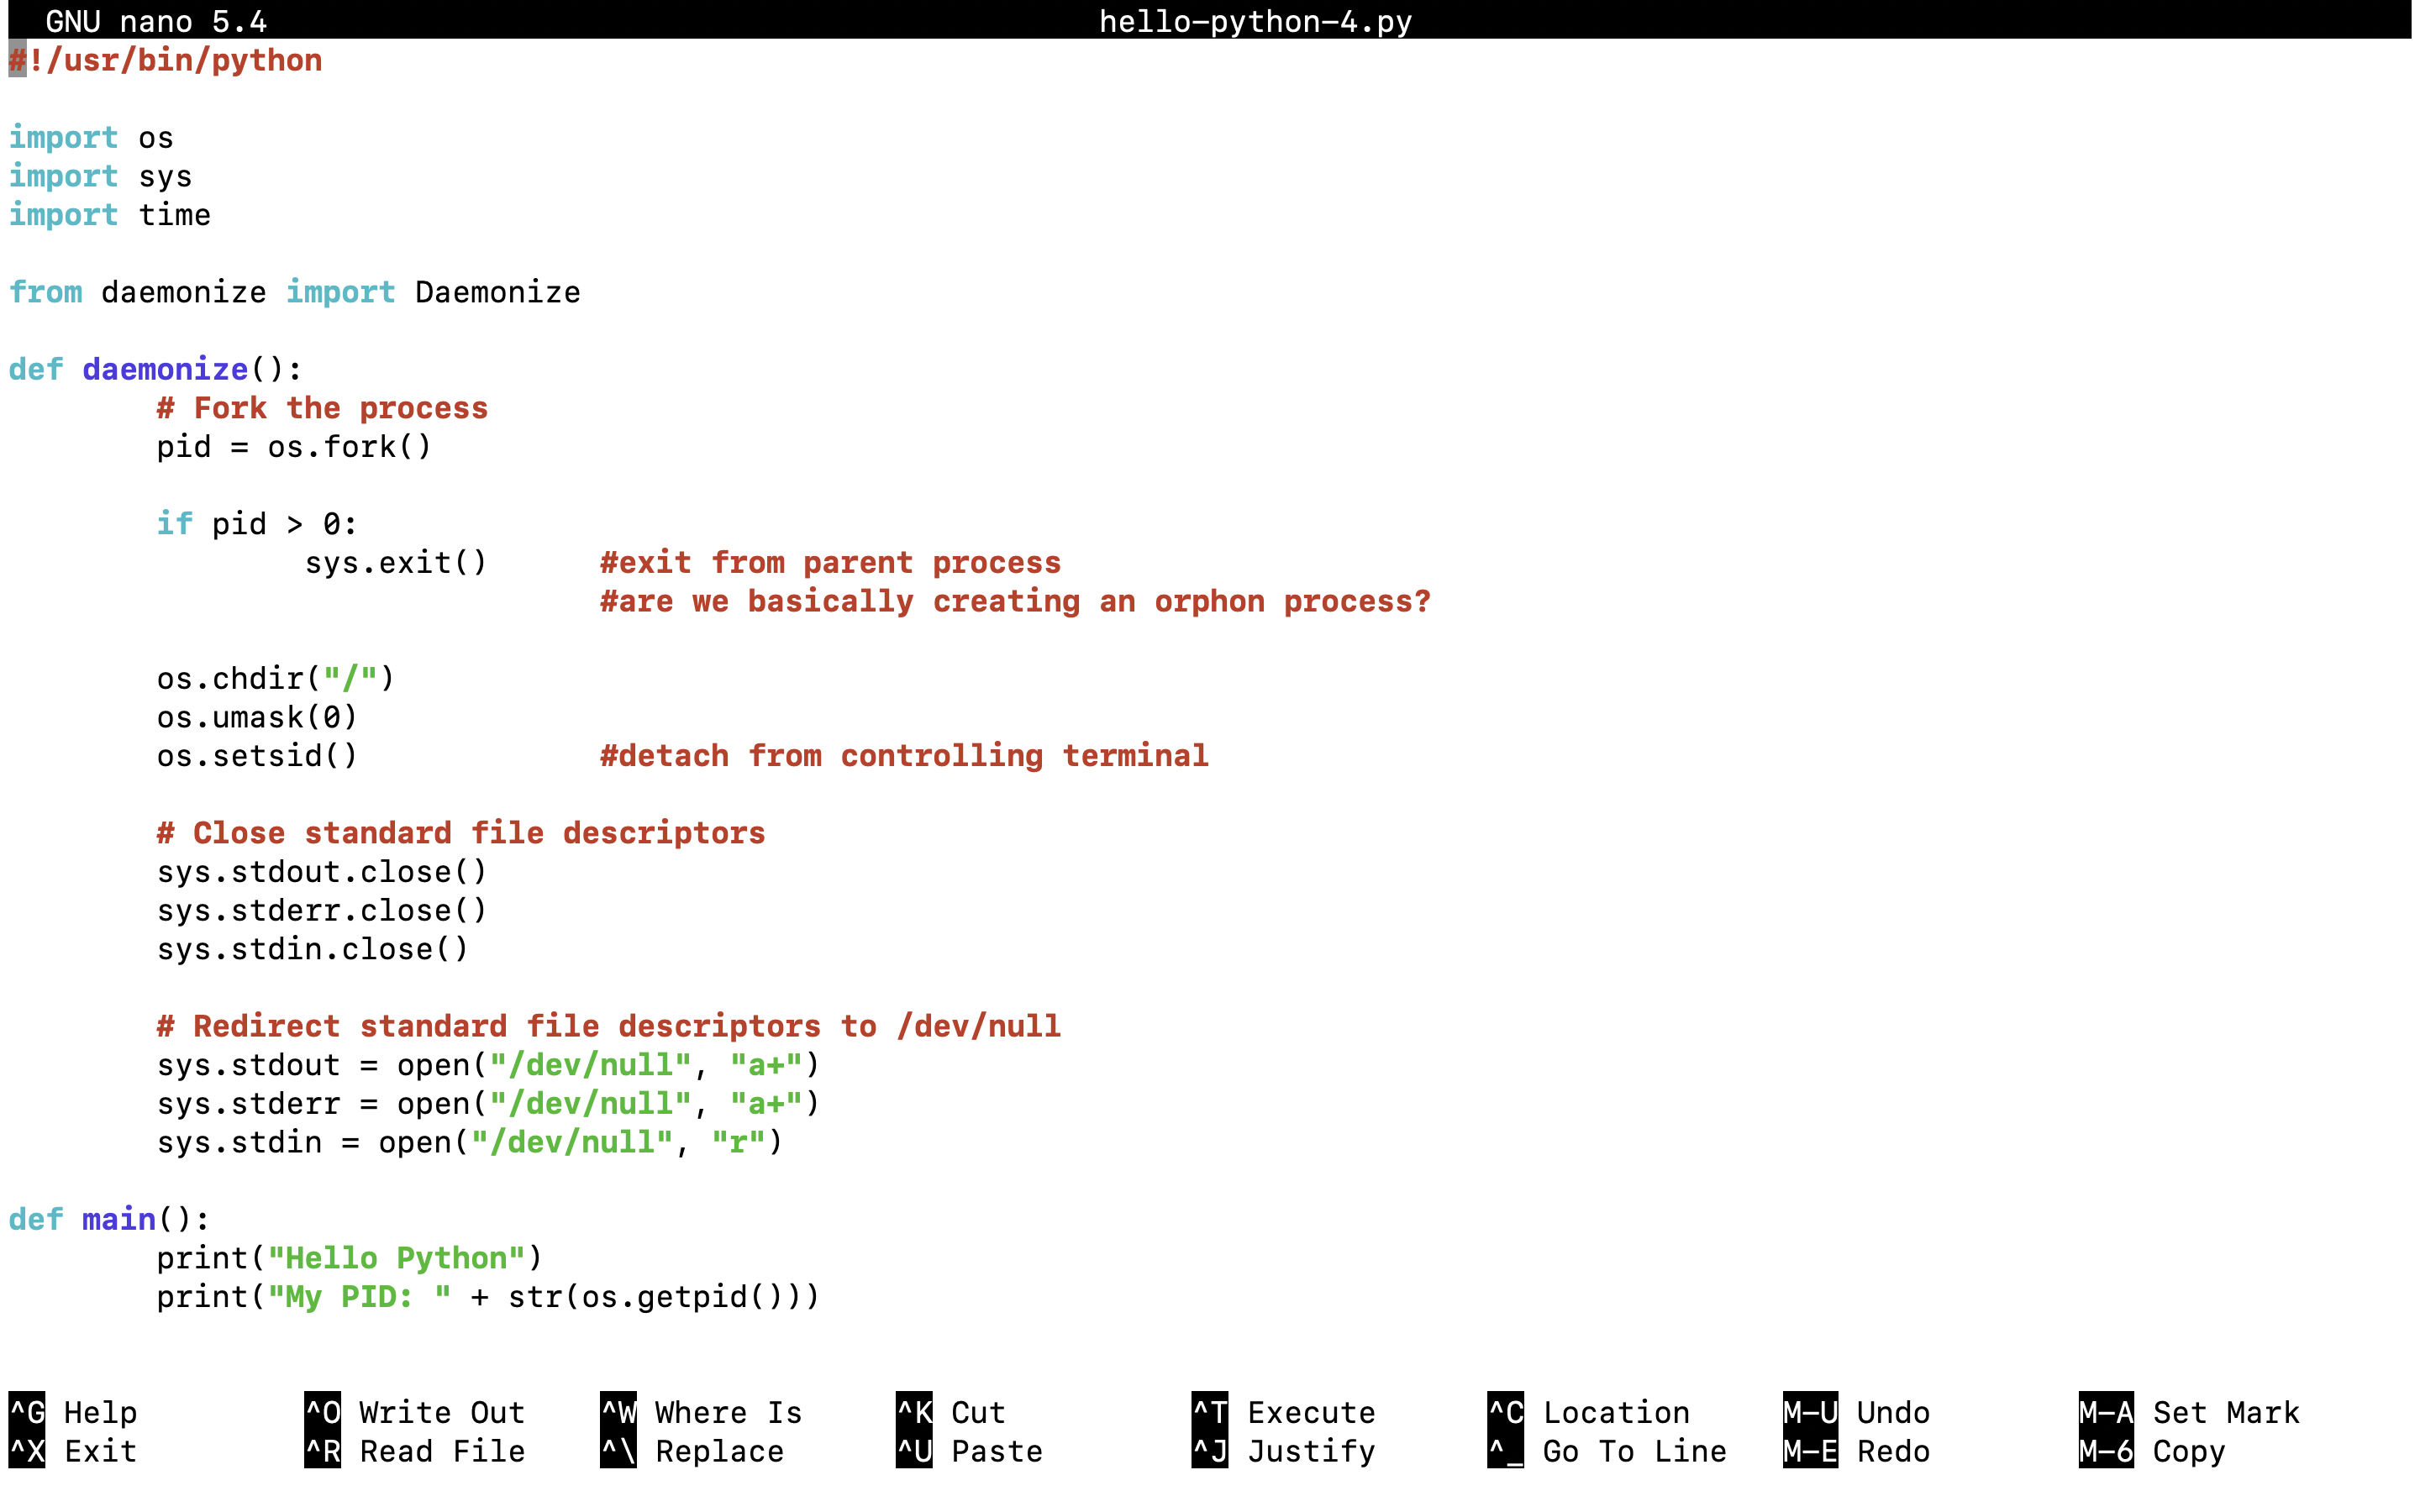 GNU nano 5.4 hello-python-4.py
#!/usr/bin/python
import os
import sys
import time
from daemonize import Daemonize
def daemonize():
# Fork the process
pid = os.fork()
if pid > 0:
sys.exit() #exit from parent process
#are we basically creating an orphon process?
os.chdir("/")
os.umask(0)
os.setsid() #detach from controlling terminal
# Close standard file descriptors
sys.stdout.close()
sys.stderr.close()
sys.stdin.close()
# Redirect standard file descriptors to /dev/null
sys.stdout = open("/dev/null", "a+")
sys.stderr = open("/dev/null", "a+")
sys.stdin = open("/dev/null", "r")
def main():
print("Hello Python")
print("My PID: " + str(os.getpid()))
^G Help ^O Write Out ^W Where Is ^K Cut ^T Execute ^C Location M-U Undo M-A Set Mark
^X Exit ^R Read File ^\ Replace ^U Paste ^J Justify ^_ Go To Line M-E Redo M-6 Copy